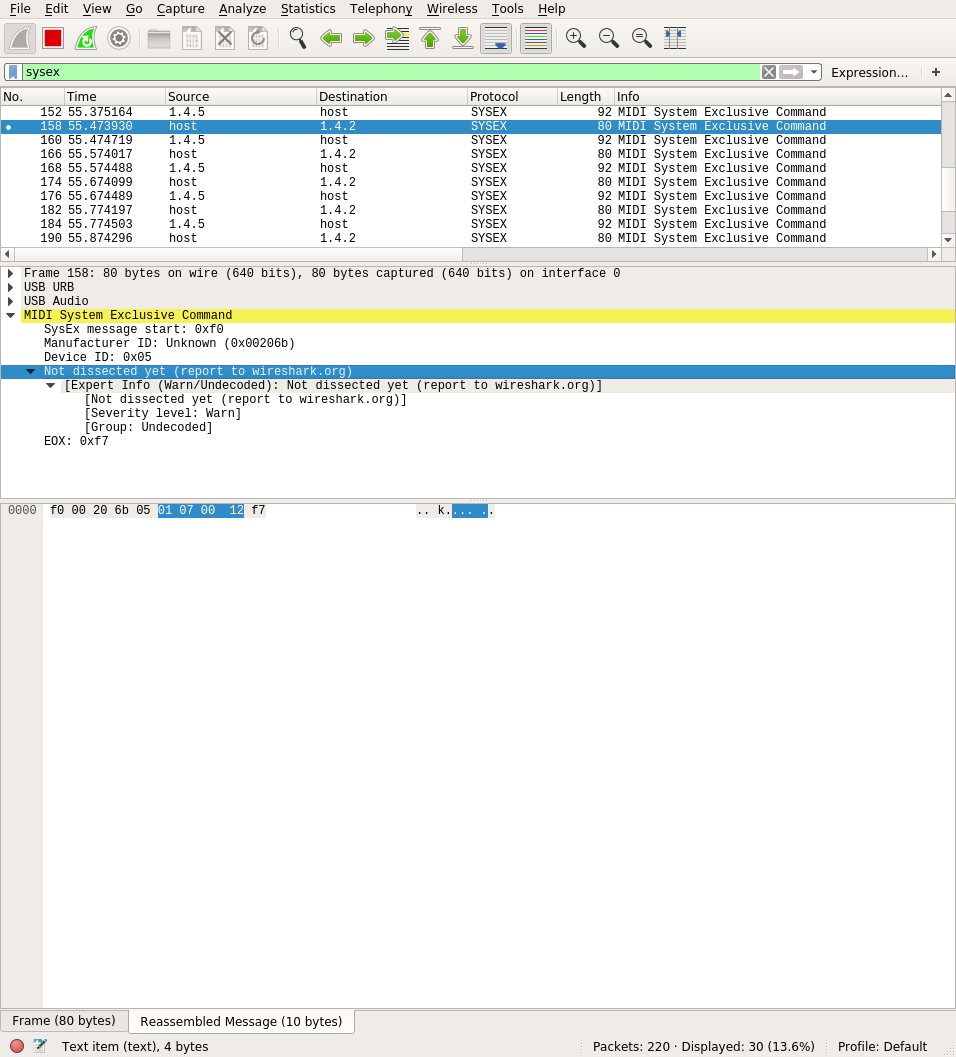 File Edit View Go Capture Analyze Statistics Telephony Wireless Tools Help
sysex Expression… +
No. Time Source Destination Protocol Length Info
152 55.375164 1.4.5 host SYSEX 92 MIDI System Exclusive Command
158 55.473930 host 1.4.2 SYSEX 80 MIDI System Exclusive Command
160 55.474719 1.4.5 host SYSEX 92 MIDI System Exclusive Command
166 55.574017 host 1.4.2 SYSEX 80 MIDI System Exclusive Command
168 55.574488 1.4.5 host SYSEX 92 MIDI System Exclusive Command
174 55.674099 host 1.4.2 SYSEX 80 MIDI System Exclusive Command
176 55.674489 1.4.5 host SYSEX 92 MIDI System Exclusive Command
182 55.774197 host 1.4.2 SYSEX 80 MIDI System Exclusive Command
184 55.774503 1.4.5 host SYSEX 92 MIDI System Exclusive Command
190 55.874296 host 1.4.2 SYSEX 80 MIDI System Exclusive Command
Frame 158: 80 bytes on wire (640 bits), 80 bytes captured (640 bits) on interface 0
USB URB
USB Audio
MIDI System Exclusive Command
SysEx message start: 0xf0
Manufacturer ID: Unknown (0x00206b)
Device ID: 0x05
Not dissected yet (report to wireshark.org)
[Expert Info (Warn/Undecoded): Not dissected yet (report to wireshark.org)]
[Not dissected yet (report to wireshark.org)]
[Severity level: Warn]
[Group: Undecoded]
EOX: 0xf7
0000 f0 00 20 6b 05 01 07 00 12 f7 .. k.... ..
Frame (80 bytes) Reassembled Message (10 bytes)
Text item (text), 4 bytes Packets: 220 · Displayed: 30 (13.6%) Profile: Default